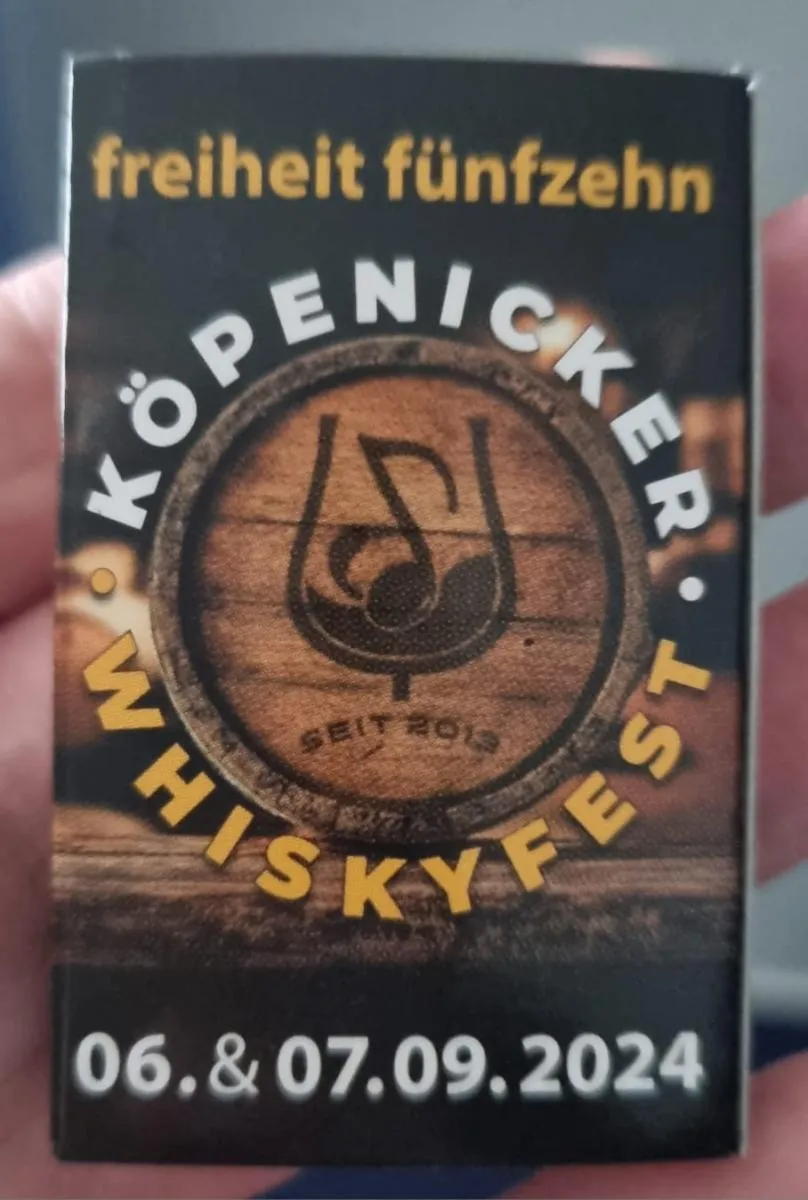 freiheit fünfzehn
KÖPENICKER
SEIT 2013
• WHISKYFEST •
06. & 07.09.2024